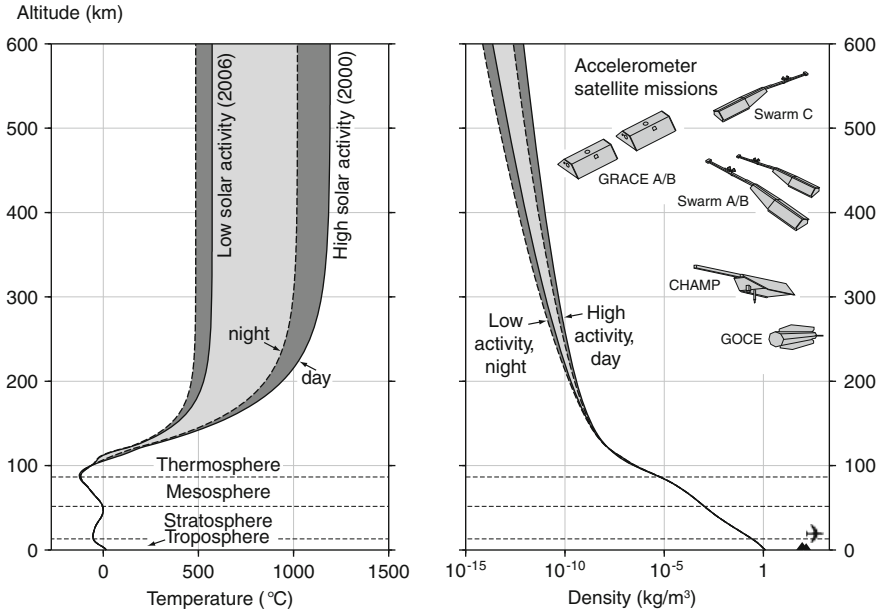 Altitude (km)
600
500
400
300
200
100
0
Low solar activity (2006)
High solar activity (2000)
night
day
Thermosphere
Mesosphere
Stratosphere
Troposphere
0
500
1000
1500
Temperature (°C)
Accelerometer
satellite missions
Swarm C
GRACE A/B
Swarm A/B
CHAMP
GOCE
Low
activity,
night
High
activity,
day
600
500
400
300
200
100
0
10-15
10-10
10-5
1
Density (kg/m³)